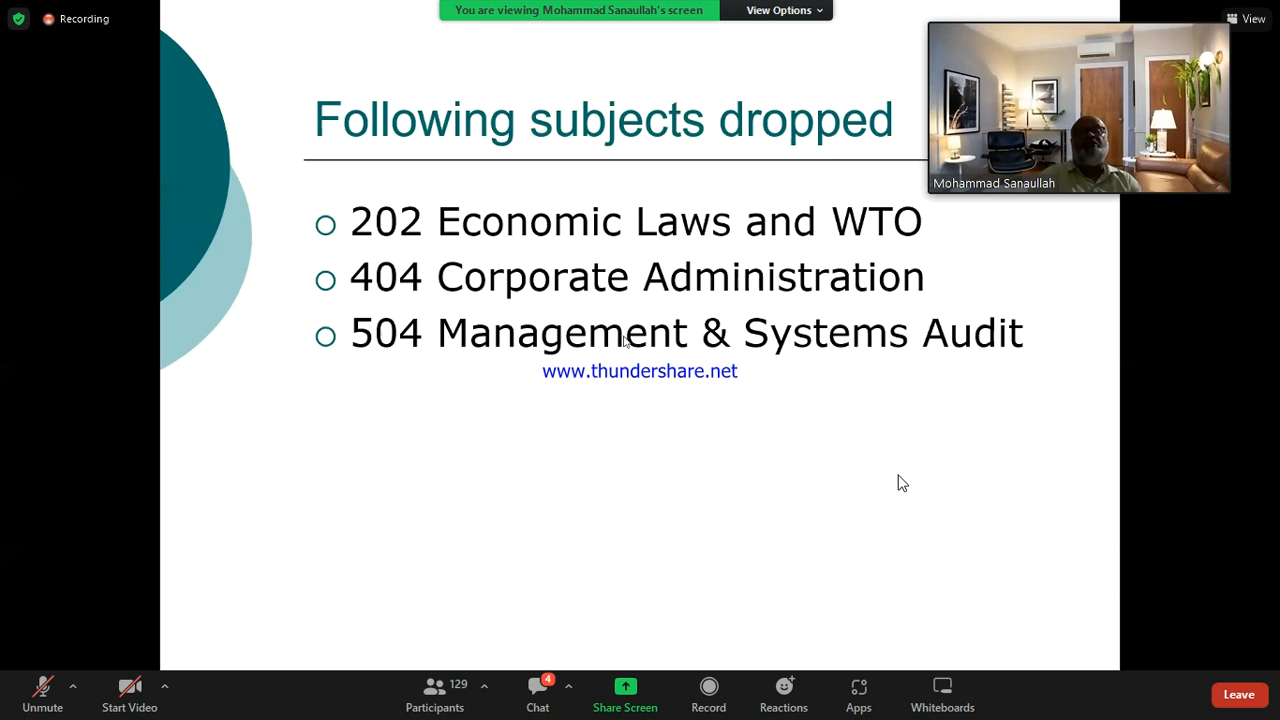 Recording
You are viewing Mohammad Sanaullah's screen
View Options
View
Following subjects dropped
Mohammad Sanaullah
202 Economic Laws and WTO
404 Corporate Administration
504 Management & Systems Audit
www.thundershare.net
Unmute
Start Video
129
Participants
4
Chat
Share Screen
Record
Reactions
Apps
Whiteboards
Leave